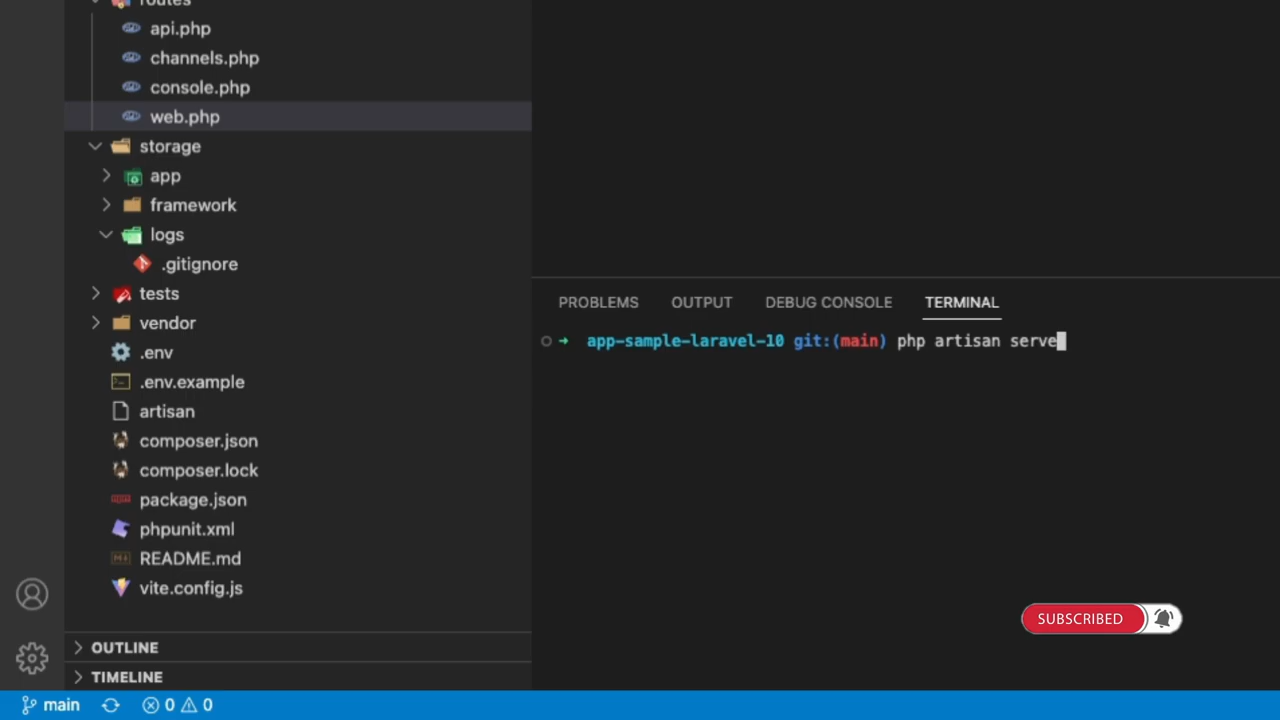 routes
api.php
channels.php
console.php
web.php
storage
app
framework
logs
.gitignore
tests
vendor
.env
.env.example
artisan
composer.json
composer.lock
package.json
phpunit.xml
README.md
vite.config.js
OUTLINE
TIMELINE
main 0 0
PROBLEMS OUTPUT DEBUG CONSOLE TERMINAL
app-sample-laravel-10 git:(main) php artisan serve
SUBSCRIBED